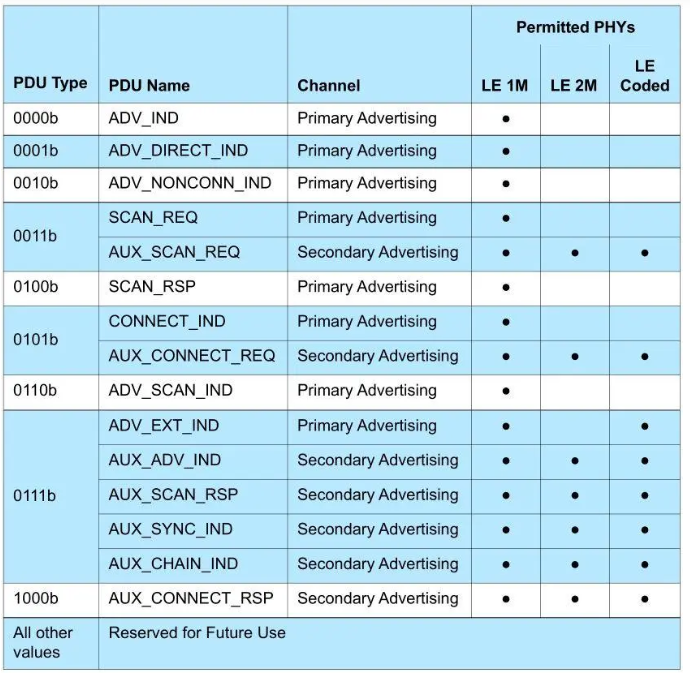 Permitted PHYs
PDU Type PDU Name Channel LE 1M LE 2M LE Coded
0000b ADV_IND Primary Advertising ●
0001b ADV_DIRECT_IND Primary Advertising ●
0010b ADV_NONCONN_IND Primary Advertising ●
0011b SCAN_REQ Primary Advertising ●
AUX_SCAN_REQ Secondary Advertising ● ● ●
0100b SCAN_RSP Primary Advertising ●
0101b CONNECT_IND Primary Advertising ●
AUX_CONNECT_REQ Secondary Advertising ● ● ●
0110b ADV_SCAN_IND Primary Advertising ●
0111b ADV_EXT_IND Primary Advertising ● ●
AUX_ADV_IND Secondary Advertising ● ● ●
AUX_SCAN_RSP Secondary Advertising ● ● ●
AUX_SYNC_IND Secondary Advertising ● ● ●
AUX_CHAIN_IND Secondary Advertising ● ● ●
1000b AUX_CONNECT_RSP Secondary Advertising ● ● ●
All other values Reserved for Future Use